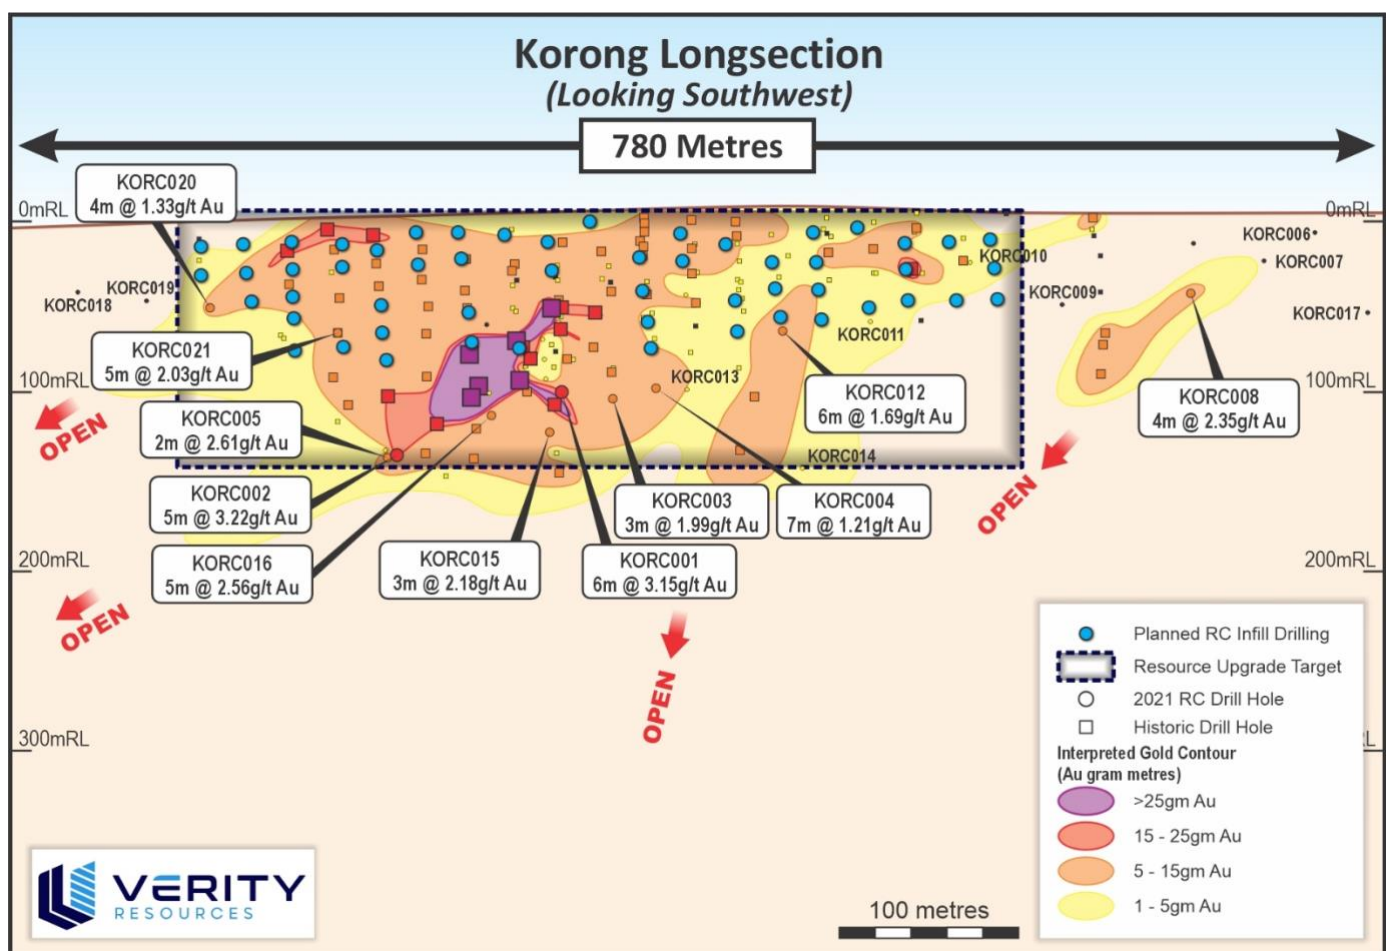 Korong Longsection
(Looking Southwest)
780 Metres
KORC020
4m @ 1.33g/t Au
0mRL
0mRL
KORC006
KORC007
KORC010
KORC019
KORC018
KORC009
KORC017
KORC011
KORC021
5m @ 2.03g/t Au
KORC013
100mRL
100mRL
KORC012
6m @ 1.69g/t Au
KORC008
4m @ 2.35g/t Au
KORC005
2m @ 2.61g/t Au
OPEN
KORC014
OPEN
KORC002
5m @ 3.22g/t Au
KORC003
3m @ 1.99g/t Au
KORC004
7m @ 1.21g/t Au
KORC016
5m @ 2.56g/t Au
KORC015
3m @ 2.18g/t Au
KORC001
6m @ 3.15g/t Au
200mRL
200mRL
OPEN
OPEN
300mRL
RL
Planned RC Infill Drilling
Resource Upgrade Target
2021 RC Drill Hole
Historic Drill Hole
Interpreted Gold Contour
(Au gram metres)
>25gm Au
15 - 25gm Au
5 - 15gm Au
1 - 5gm Au
VERITY
RESOURCES
100 metres